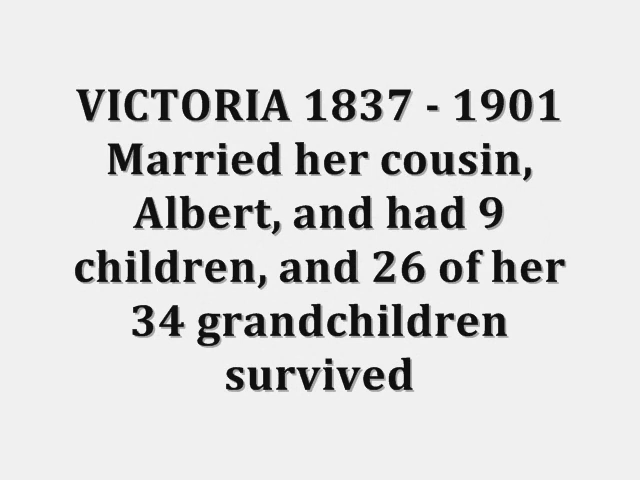 VICTORIA 1837 - 1901
Married her cousin,
Albert, and had 9
children, and 26 of her
34 grandchildren
survived